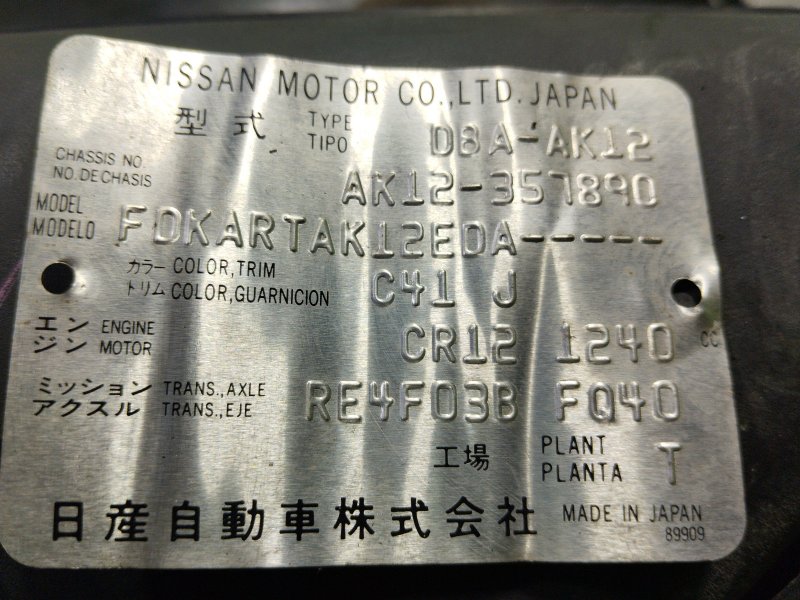 NISSAN MOTOR CO.,LTD. JAPAN
型式 TYPE TIPO DBA-AK12
CHASSIS NO. NO. DE CHASIS AK12-357890
MODEL MODELO FDKARTAK12EDA-----
カラー COLOR,TRIM
トリム COLOR,GUARNICION C41 J
エン ENGINE
ジン MOTOR CR12 1240 CC
ミッション TRANS.,AXLE
アクスル TRANS.,EJE RE4F03B FQ40
工場 PLANT PLANTA T
日産自動車株式会社 MADE IN JAPAN
89909